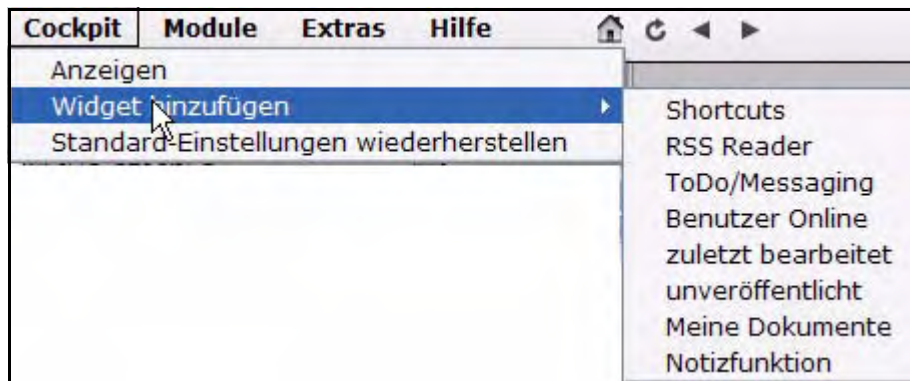 Cockpit Module Extras Hilfe
Anzeigen
Widget hinzufügen
Standard-Einstellungen wiederherstellen
Shortcuts
RSS Reader
ToDo/Messaging
Benutzer Online
zuletzt bearbeitet
unveröffentlicht
Meine Dokumente
Notizfunktion